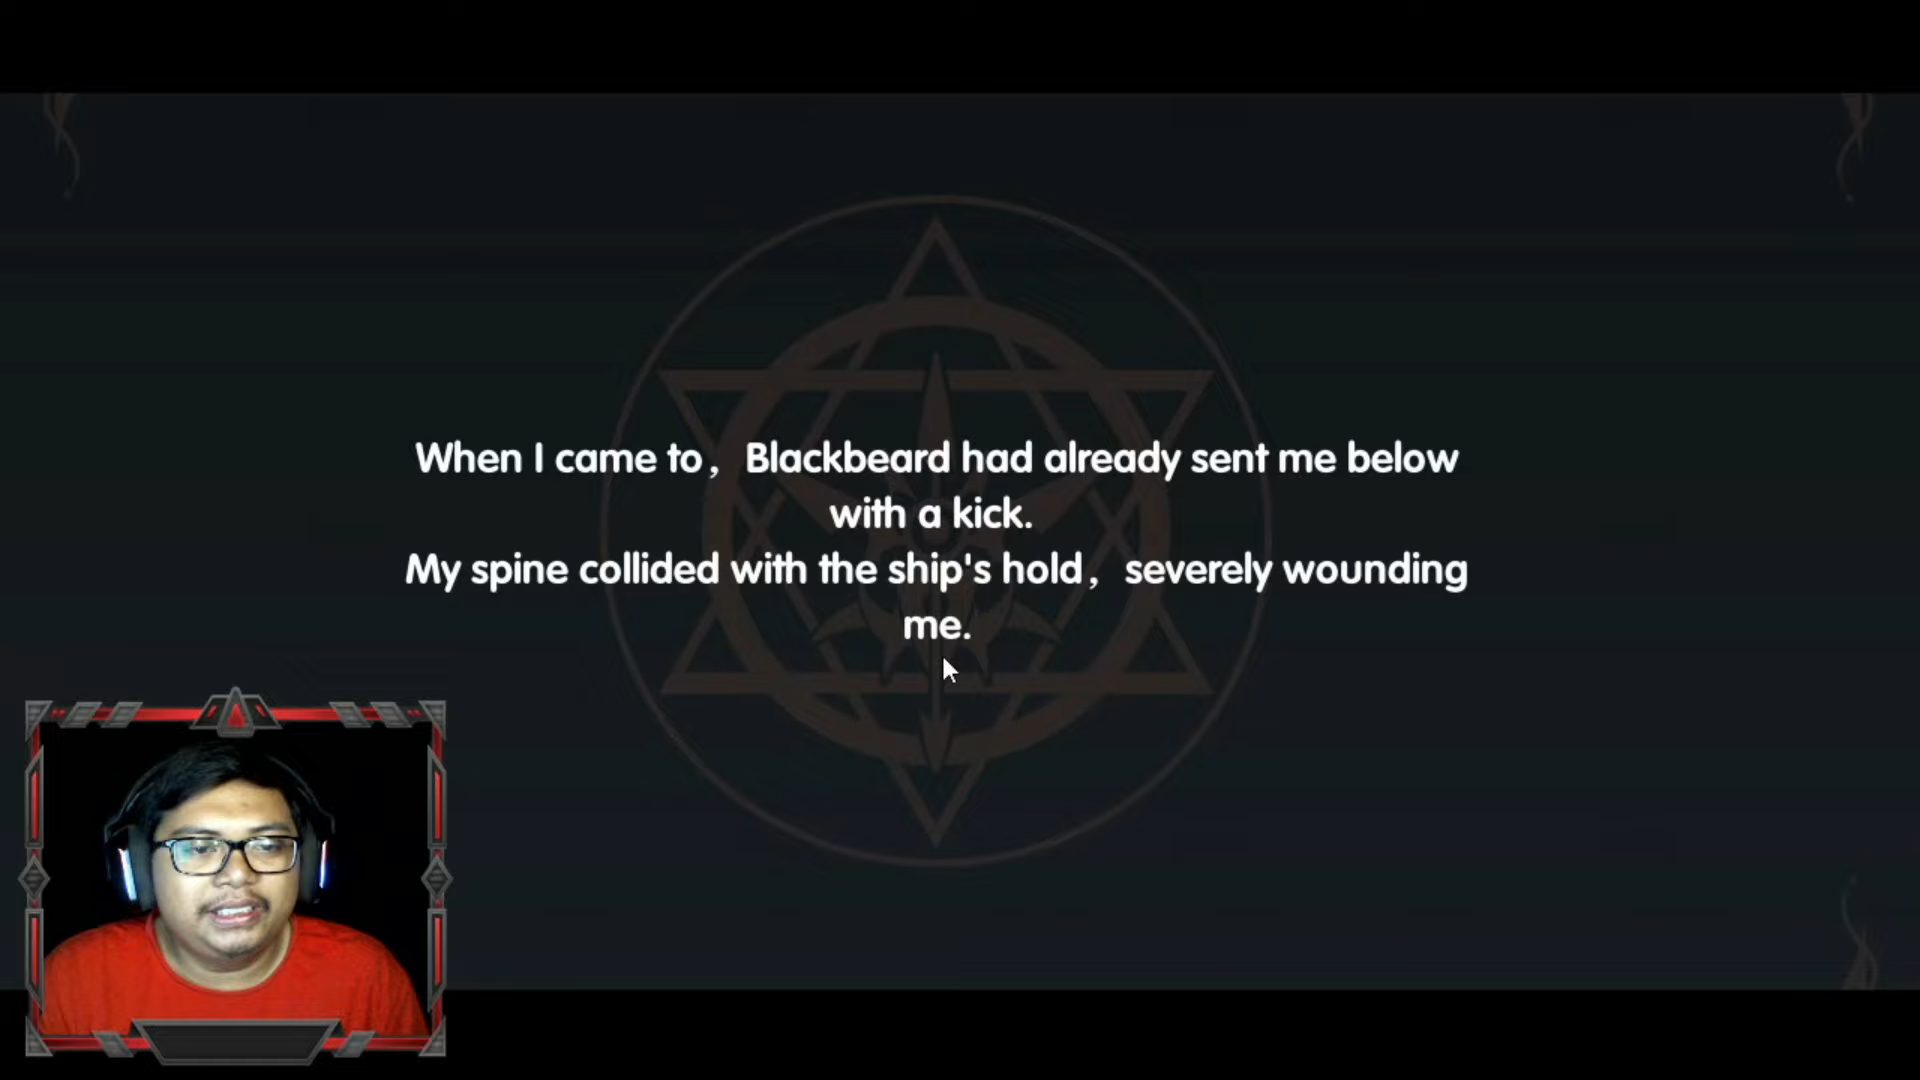 When I came to，Blackbeard had already sent me below
with a kick.
My spine collided with the ship's hold，severely wounding
me.